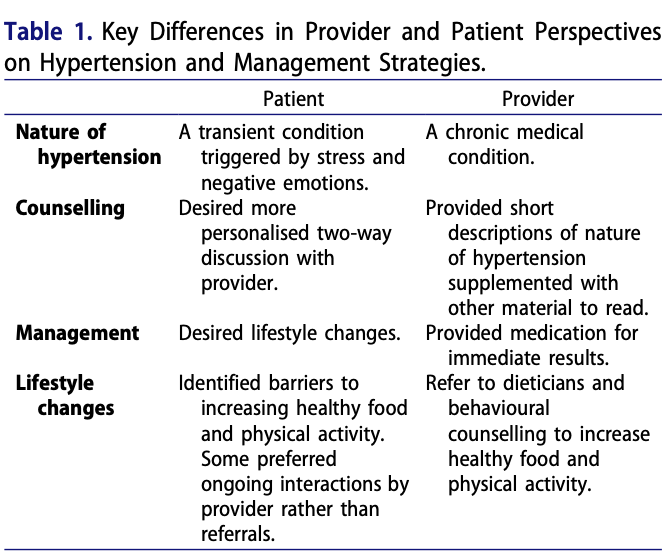 Table 1. Key Differences in Provider and Patient Perspectives
on Hypertension and Management Strategies.
Patient Provider
Nature of A transient condition A chronic medical
hypertension triggered by stress and condition.
negative emotions.
Counselling Desired more Provided short
personalised two-way descriptions of nature
discussion with of hypertension
provider. supplemented with
other material to read.
Management Desired lifestyle changes. Provided medication for
immediate results.
Lifestyle Identified barriers to Refer to dieticians and
changes increasing healthy food behavioural
and physical activity. counselling to increase
Some preferred healthy food and
ongoing interactions by physical activity.
provider rather than
referrals.